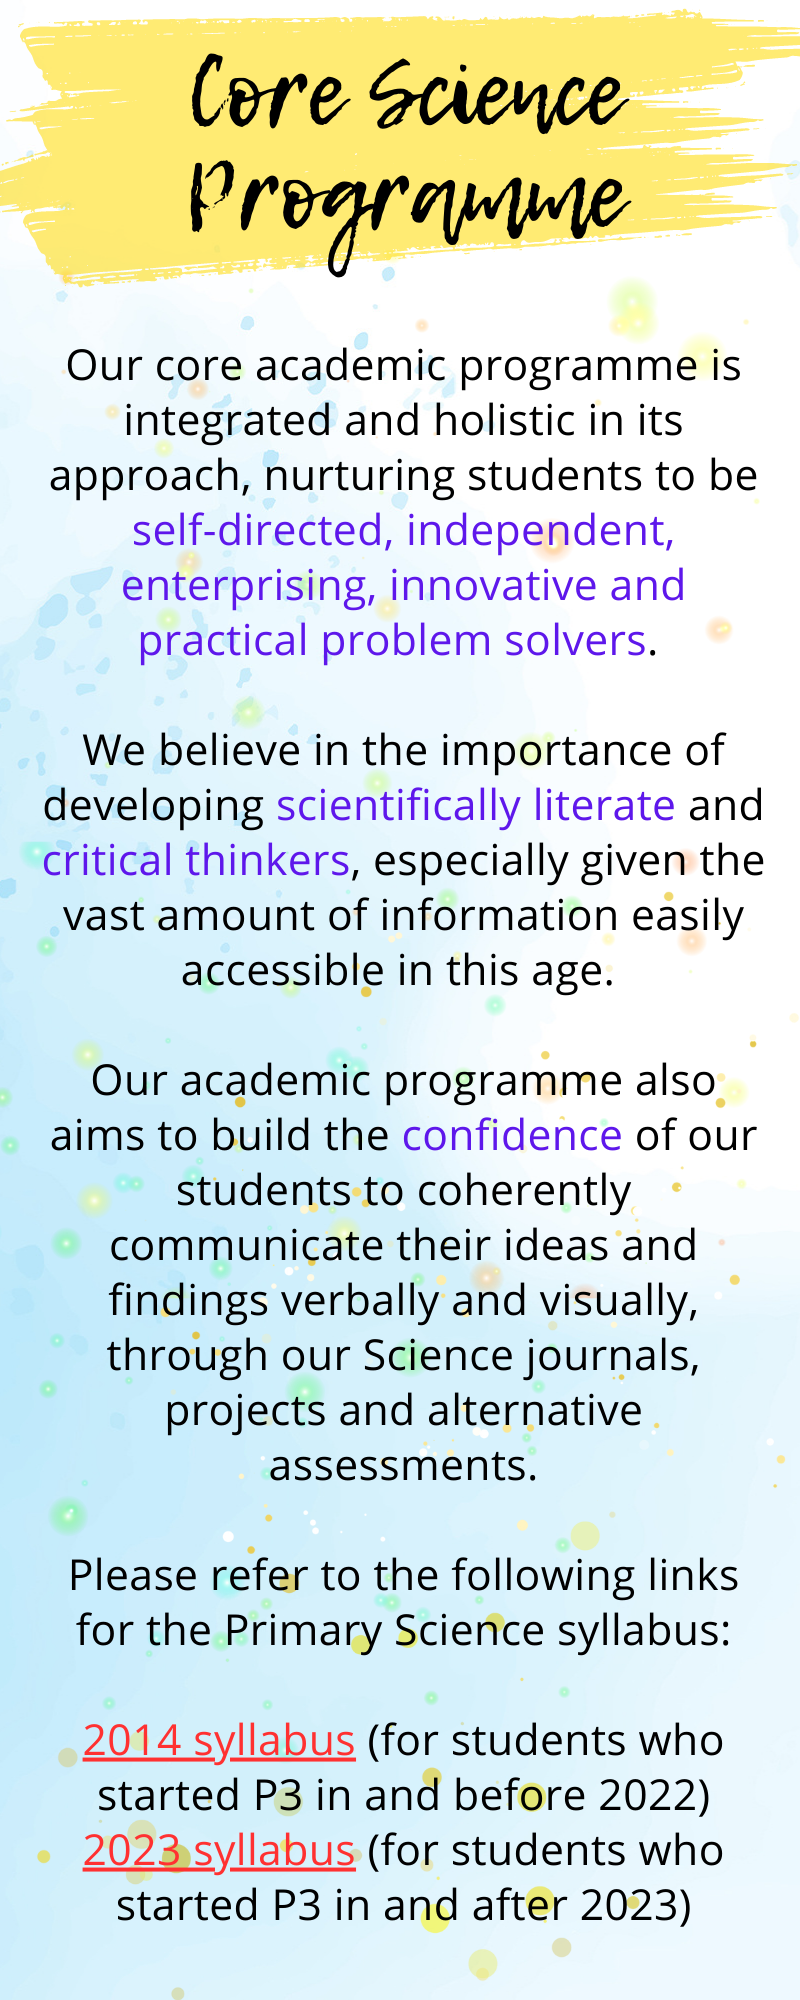 Core Science
Programme
Our core academic programme is
integrated and holistic in its
approach, nurturing students to be
self-directed, independent,
enterprising, innovative and
practical problem solvers.
We believe in the importance of
developing scientifically literate and
critical thinkers, especially given the
vast amount of information easily
accessible in this age.
Our academic programme also
aims to build the confidence of our
students to coherently
communicate their ideas and
findings verbally and visually,
through our Science journals,
projects and alternative
assessments.
Please refer to the following links
for the Primary Science syllabus:
2014 syllabus (for students who
started P3 in and before 2022)
2023 syllabus (for students who
started P3 in and after 2023)